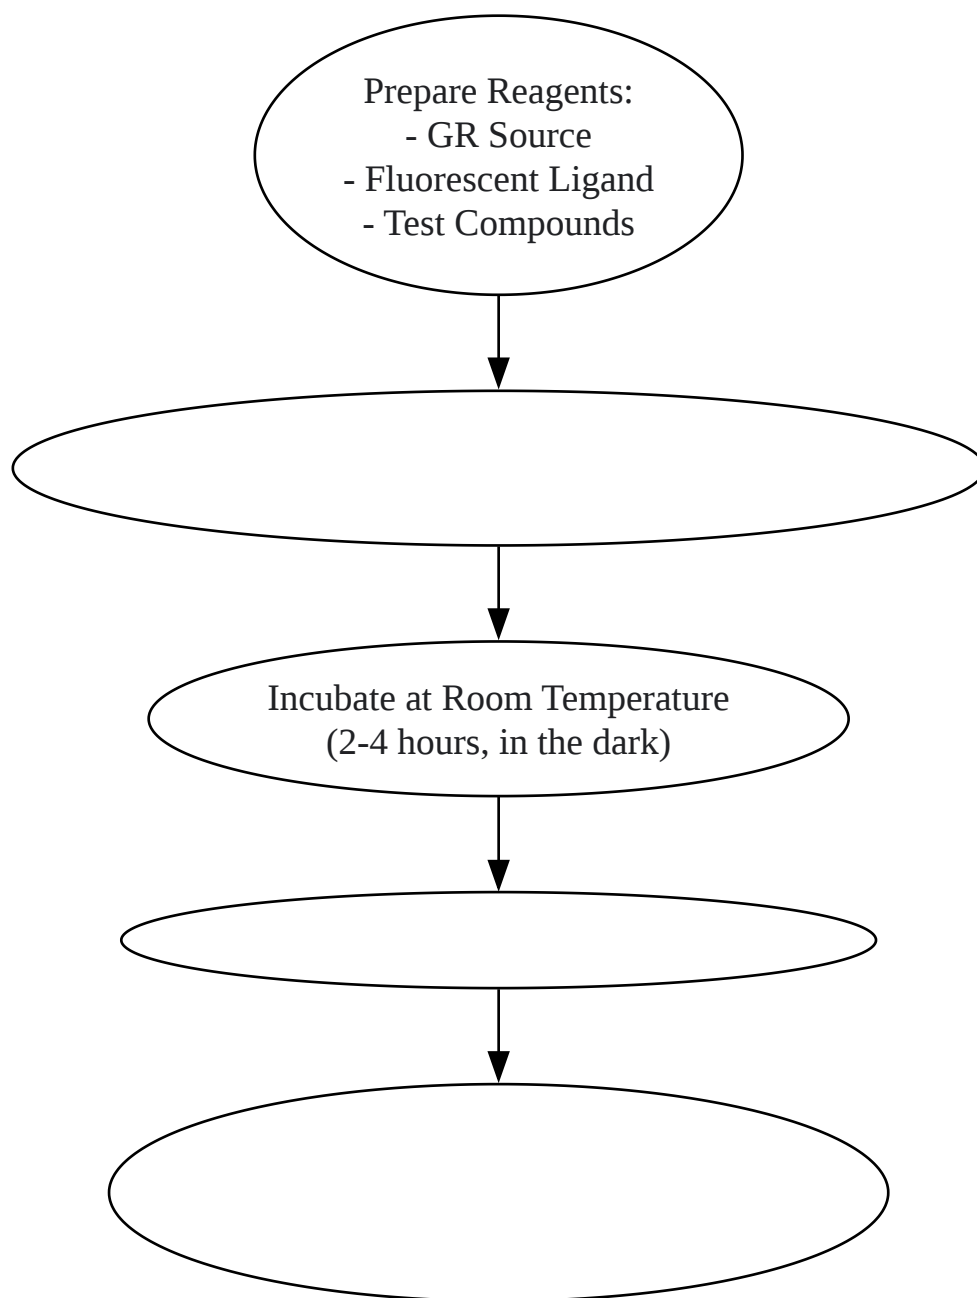 Prepare Reagents:
- GR Source
- Fluorescent Ligand
- Test Compounds
Incubate at Room Temperature
(2-4 hours, in the dark)